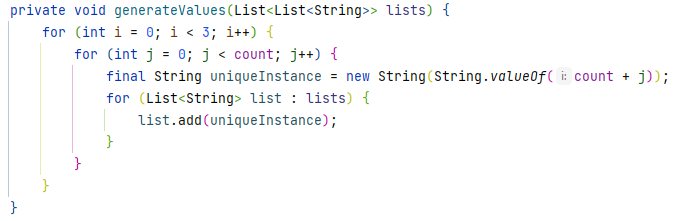 private void generateValues(List<List<String>> lists) {
    for (int i = 0; i < 3; i++) {
        for (int j = 0; j < count; j++) {
            final String uniqueInstance = new String(String.valueOf( i: count + j));
            for (List<String> list : lists) {
                list.add(uniqueInstance);
            }
        }
    }
}